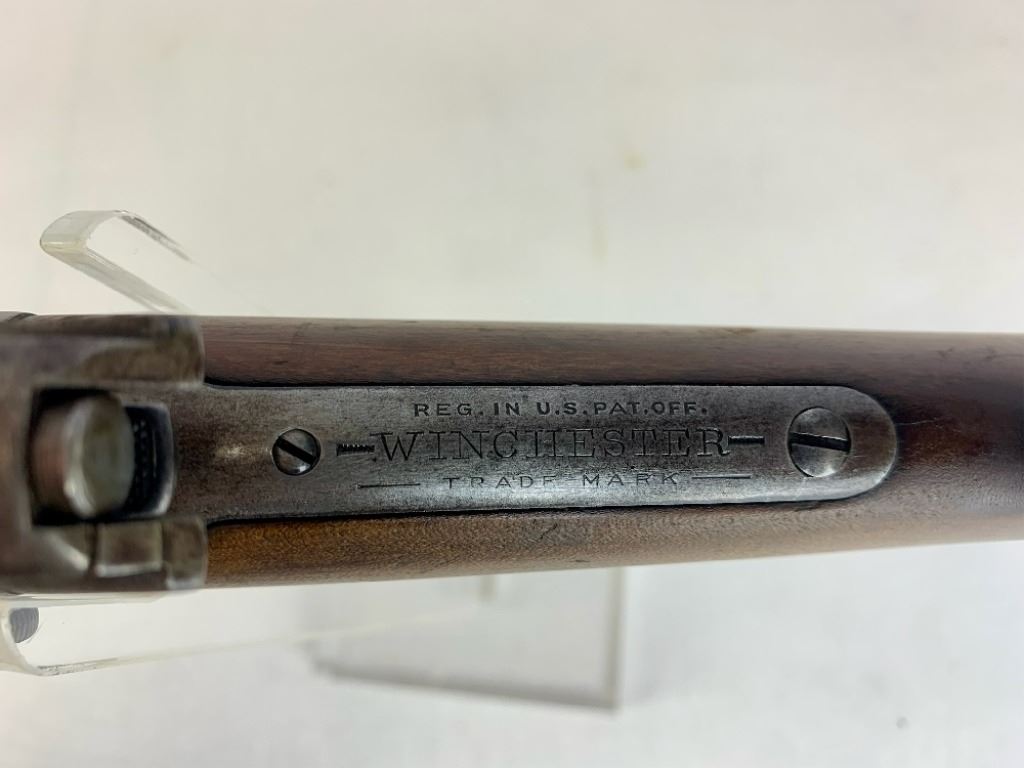 REG. IN U.S. PAT. OFF.
WINCHESTER
TRADE MARK